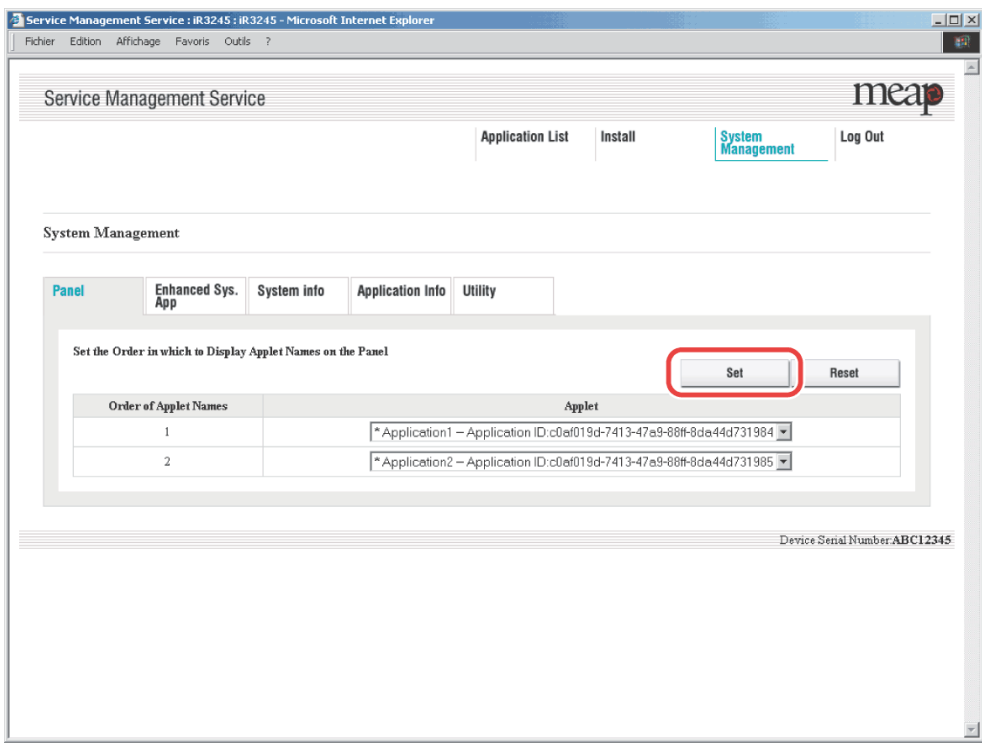 Service Management Service : iR3245 : iR3245 - Microsoft Internet Explorer
Fichier Edition Affichage Favoris Outils ?
Service Management Service
meap
Application List Install System Management Log Out
System Management
Panel Enhanced Sys. App System info Application Info Utility
Set the Order in which to Display Applet Names on the Panel
Set Reset
Order of Applet Names Applet
1 * Application1 – Application ID:c0af019d-7413-47a9-88ff-8da44d731984
2 * Application2 – Application ID:c0af019d-7413-47a9-88ff-8da44d731985
Device Serial Number:ABC12345